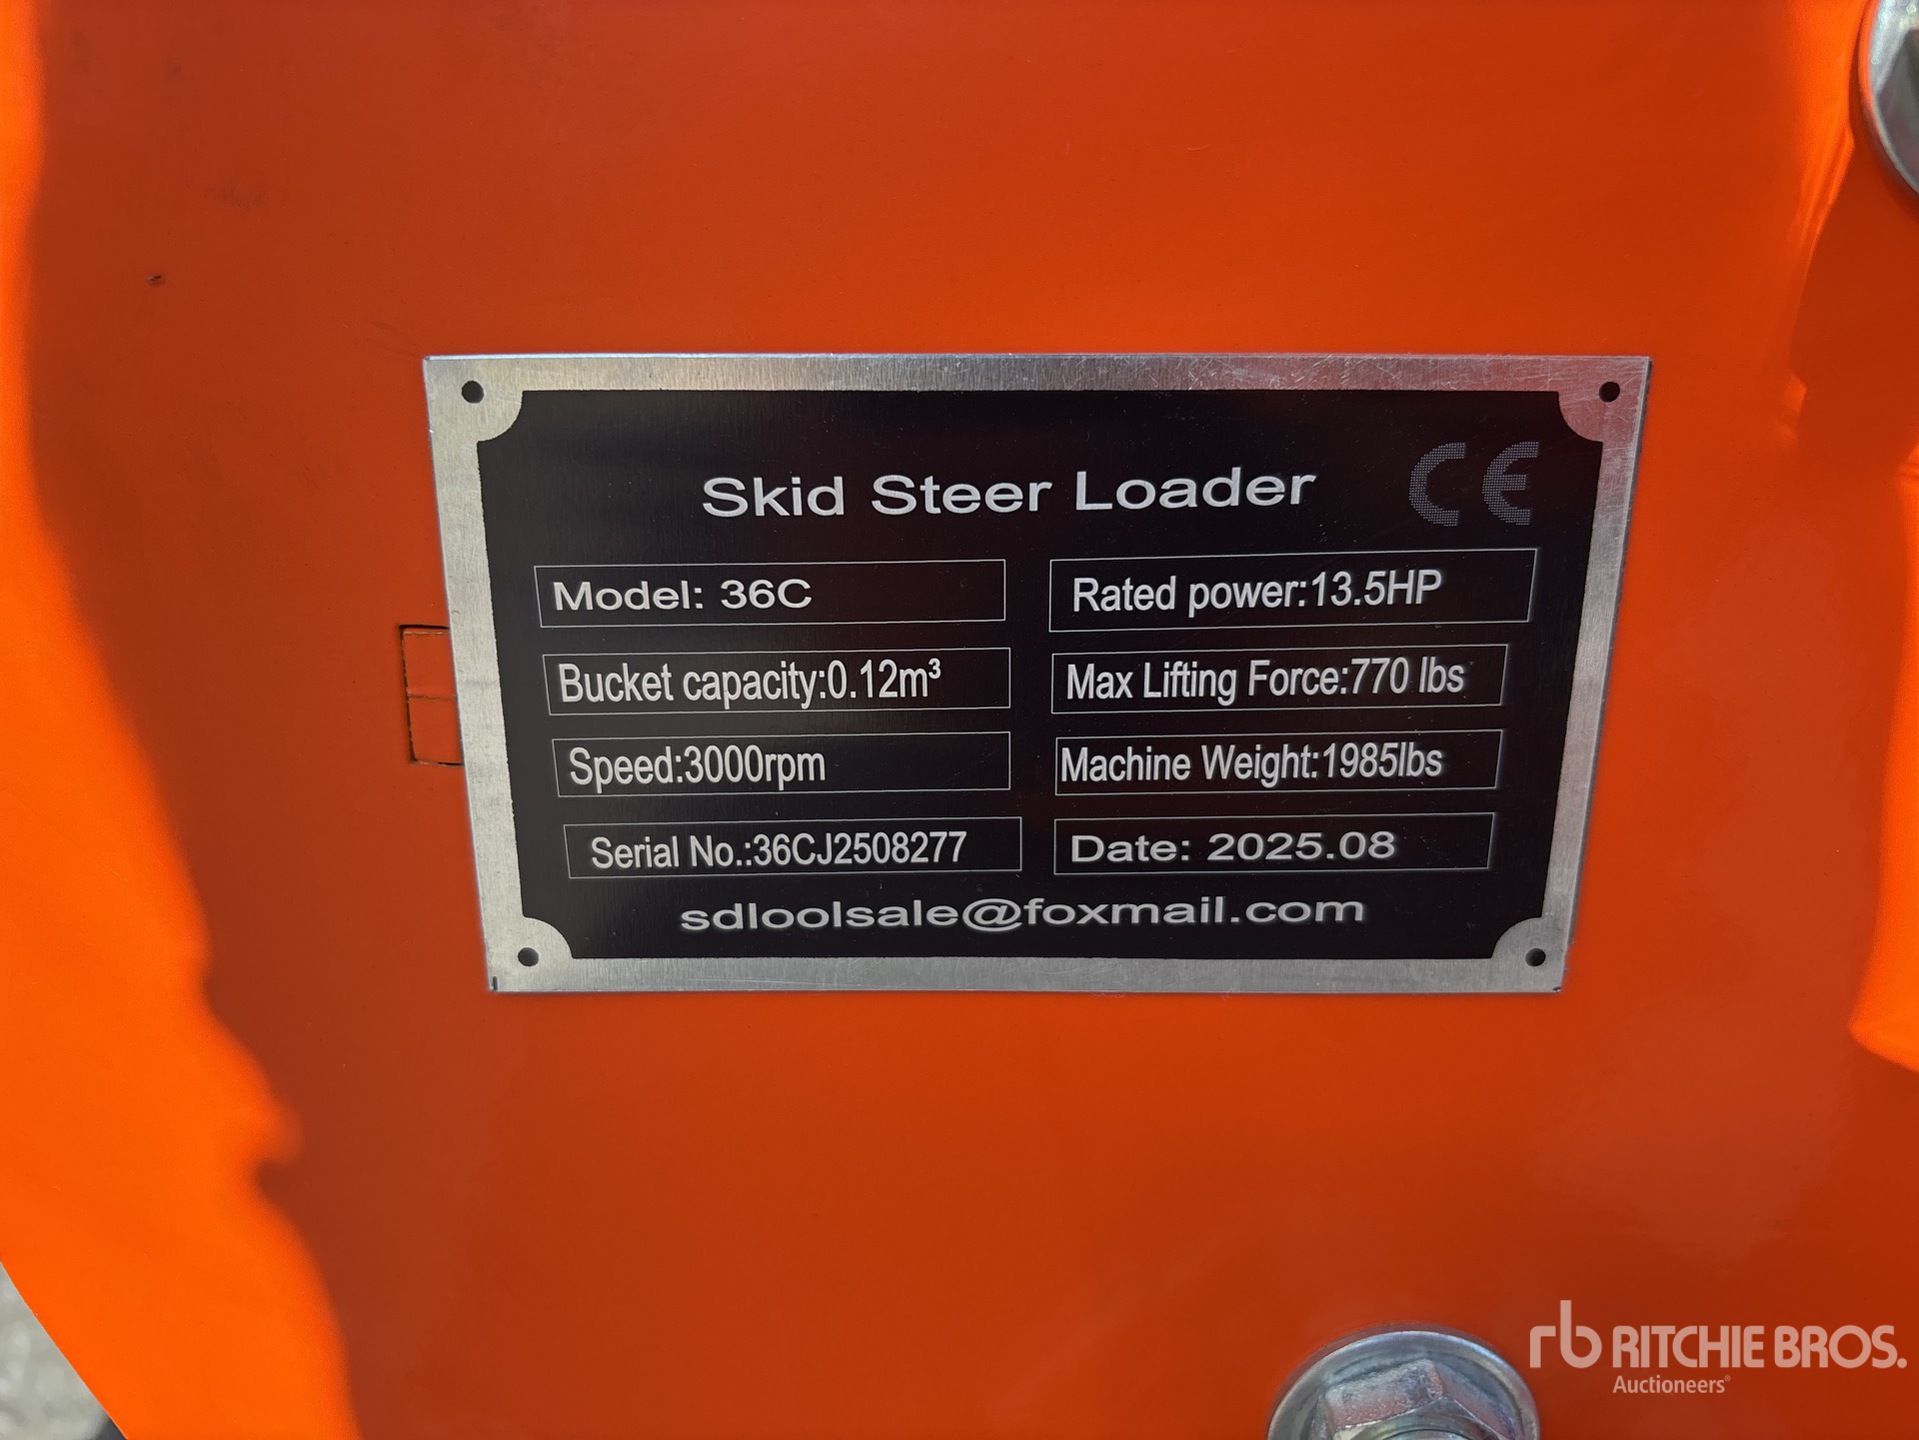 Skid Steer Loader CE
Model: 36C
Rated power:13.5HP
Bucket capacity:0.12m³
Max Lifting Force:770 lbs
Speed:3000rpm
Machine Weight:1985lbs
Serial No.:36CJ2508277
Date: 2025.08
sdloolsale@foxmail.com
rb RITCHIE BROS.
Auctioneers®